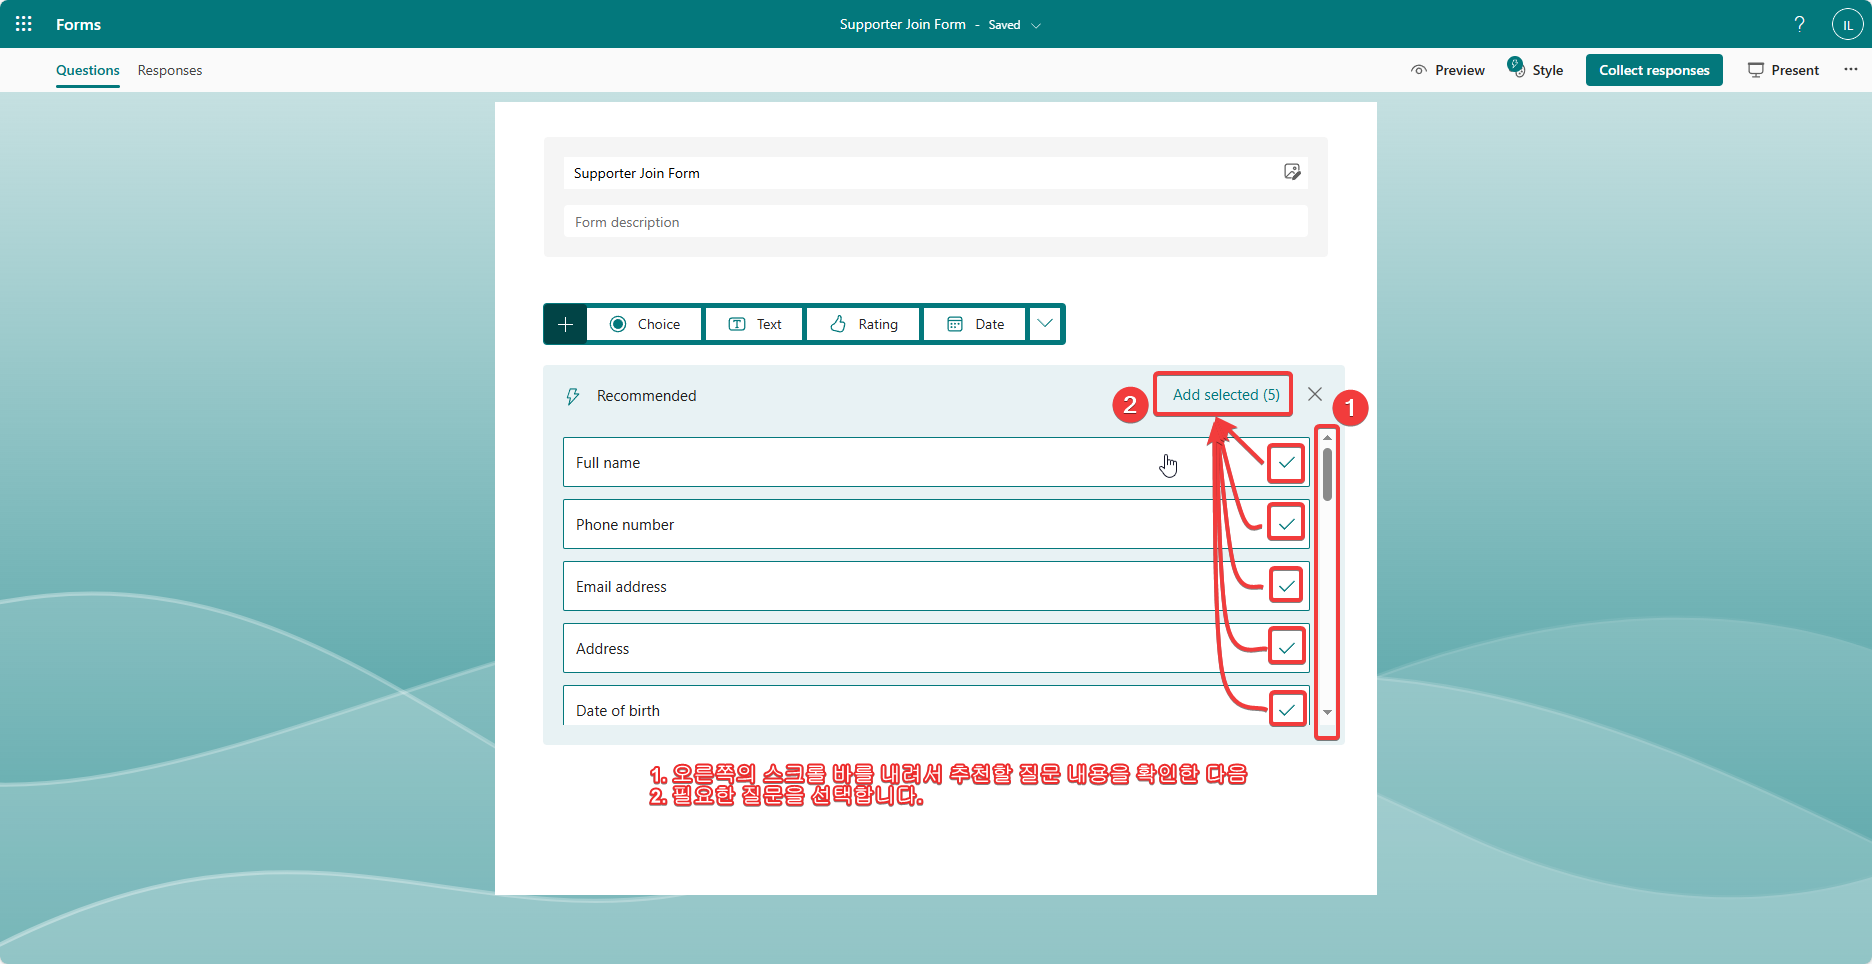 Forms
Supporter Join Form - Saved
?
IL
Questions
Responses
Preview
Style
Collect responses
Present
Supporter Join Form
Form description
Choice
Text
Rating
Date
Recommended
2
Add selected (5)
1
Full name
Phone number
Email address
Address
Date of birth
1. 오른쪽의 스크롤 바를 내려서 추천할 질문 내용을 확인한 다음
2. 필요한 질문을 선택합니다.